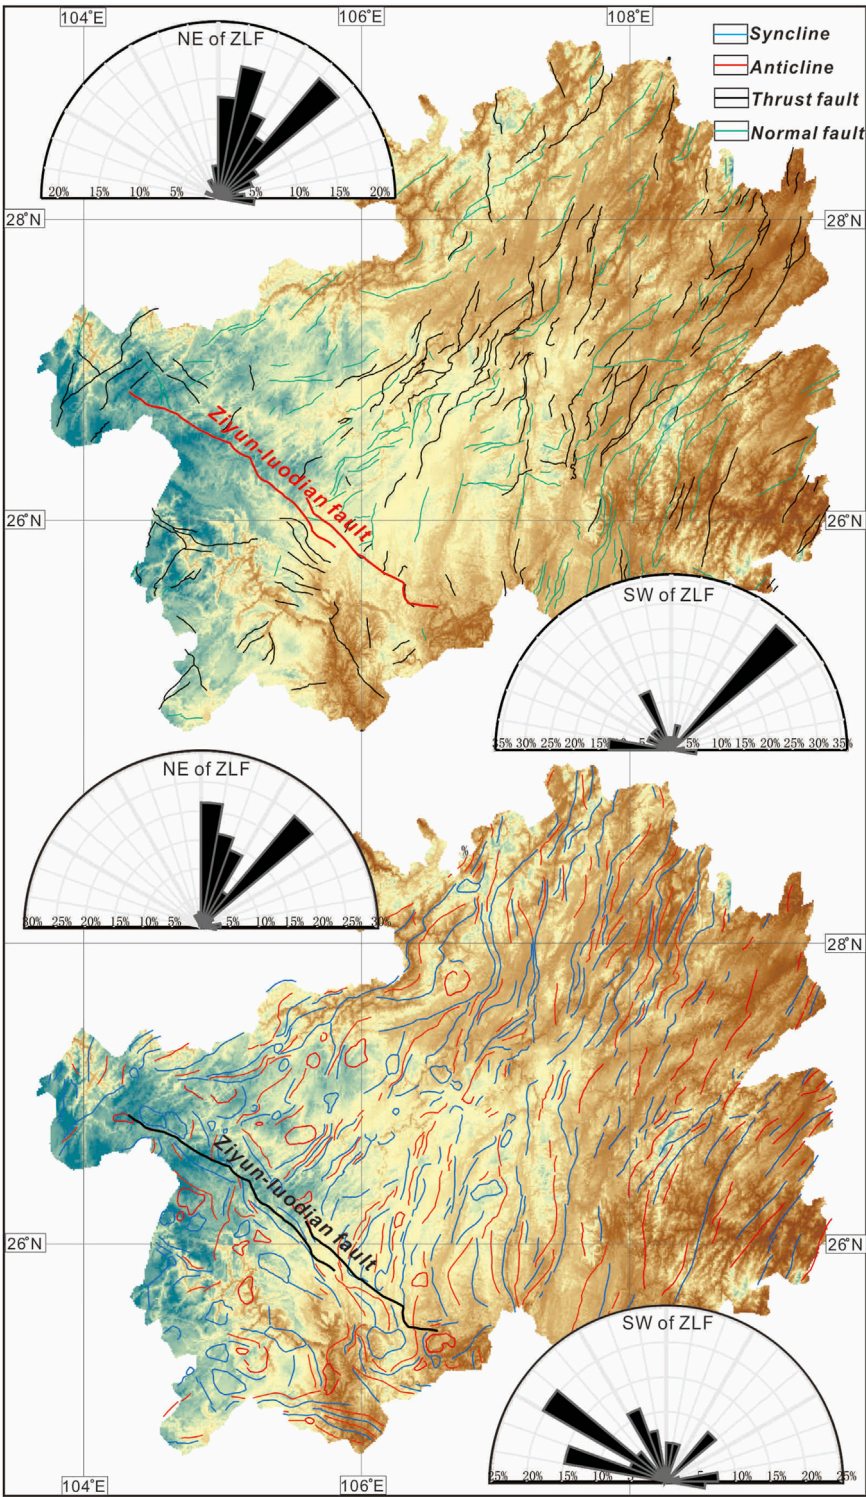 104°E
106°E
108°E
NE of ZLF
20% 15% 10% 5% 5% 10% 15% 20%
Syncline
Anticline
Thrust fault
Normal fault
28°N
28°N
Ziyun-luodian fault
26°N
26°N
SW of ZLF
35% 30% 25% 20% 15% 5% 10% 15% 20% 25% 30% 35%
NE of ZLF
30% 25% 20% 15% 10% 5% 5% 10% 15% 20% 25% 30%
%
28°N
28°N
Ziyun-luodian fault
26°N
26°N
SW of ZLF
25% 20% 15% 10% 5 5% 10% 15% 20% 25%
104°E
106°E